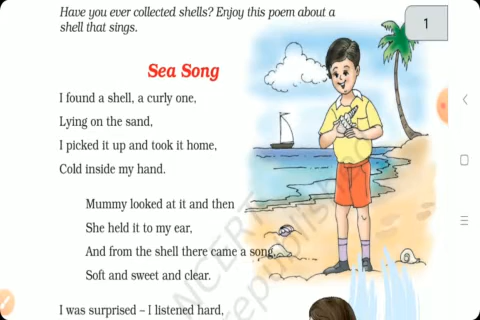 Have you ever collected shells? Enjoy this poem about a
shell that sings.
1
Sea Song
I found a shell, a curly one,
Lying on the sand,
I picked it up and took it home,
Cold inside my hand.
Mummy looked at it and then
She held it to my ear,
And from the shell there came a song,
Soft and sweet and clear.
I was surprised – I listened hard,
NCERT
republished